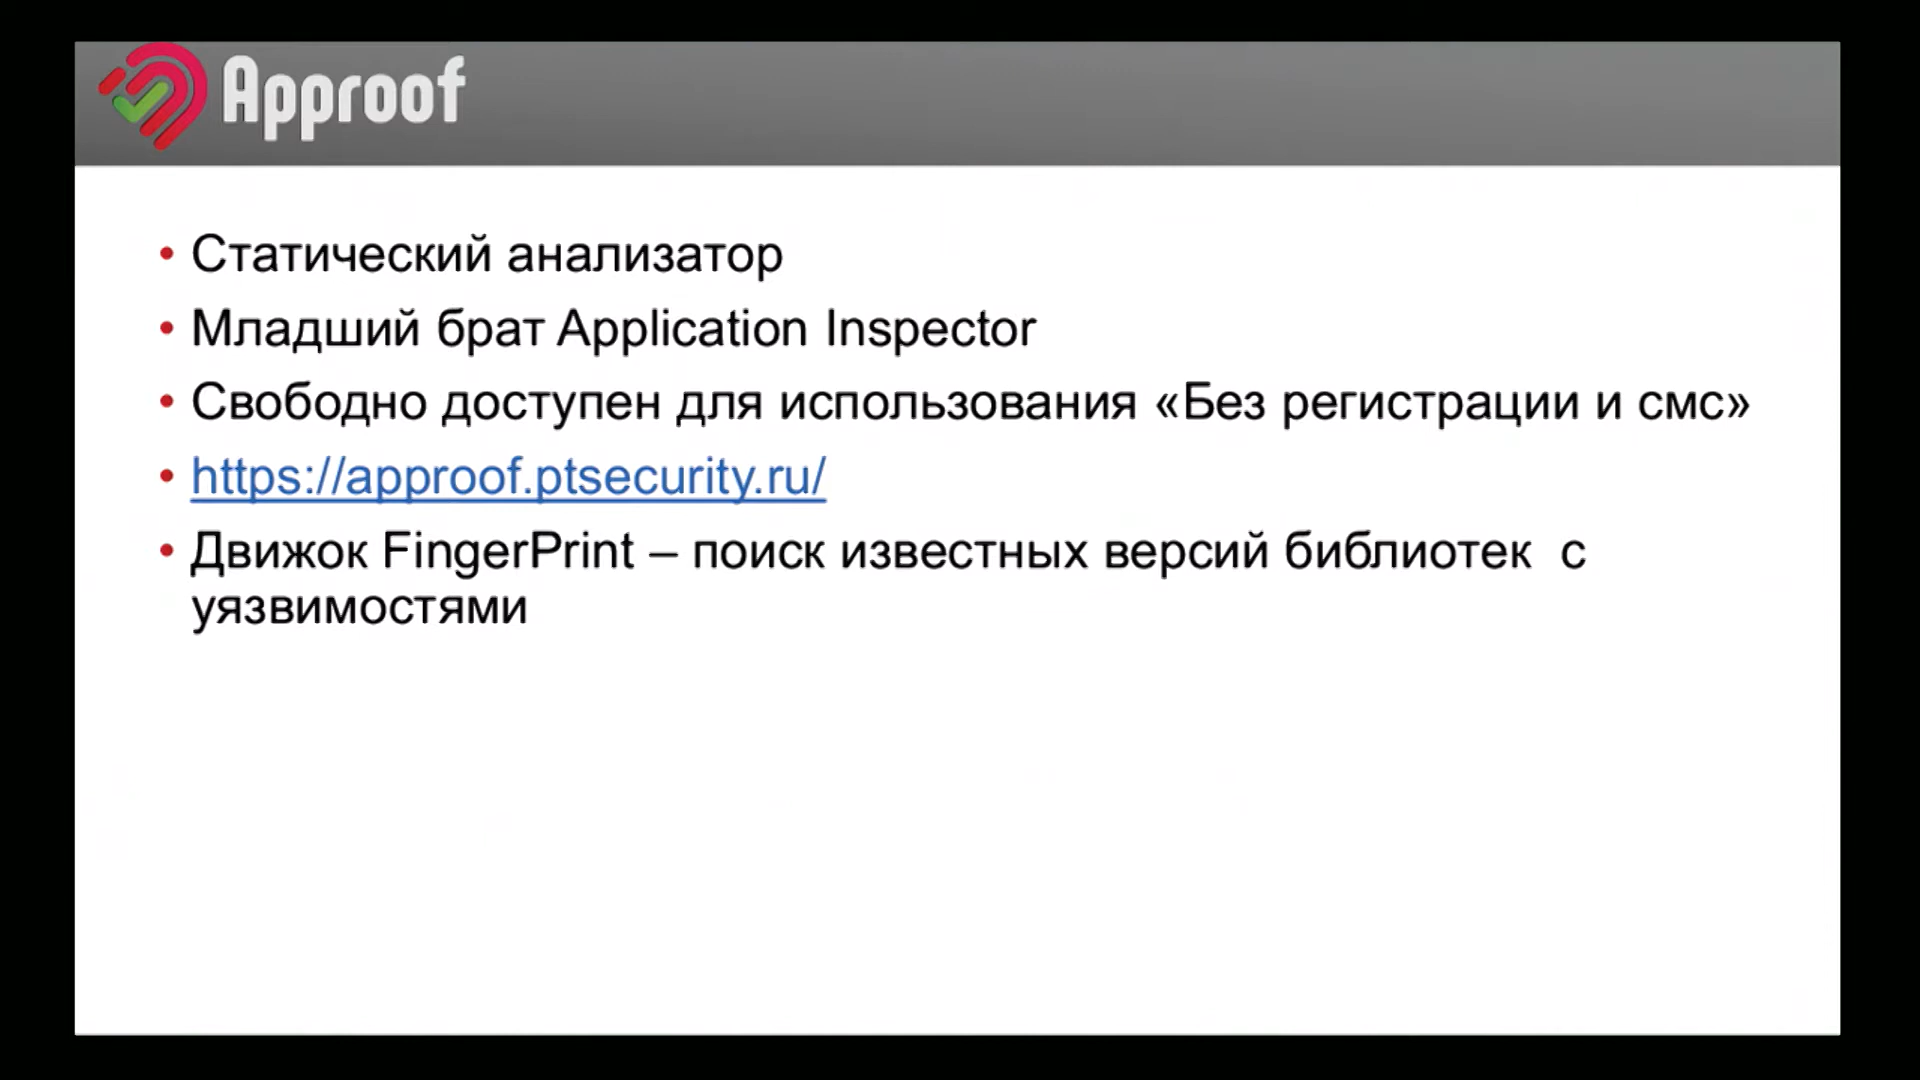 Approof
• Статический анализатор
• Младший брат Application Inspector
• Свободно доступен для использования «Без регистрации и смс»
• https://approof.ptsecurity.ru/
• Движок FingerPrint – поиск известных версий библиотек с
уязвимостями